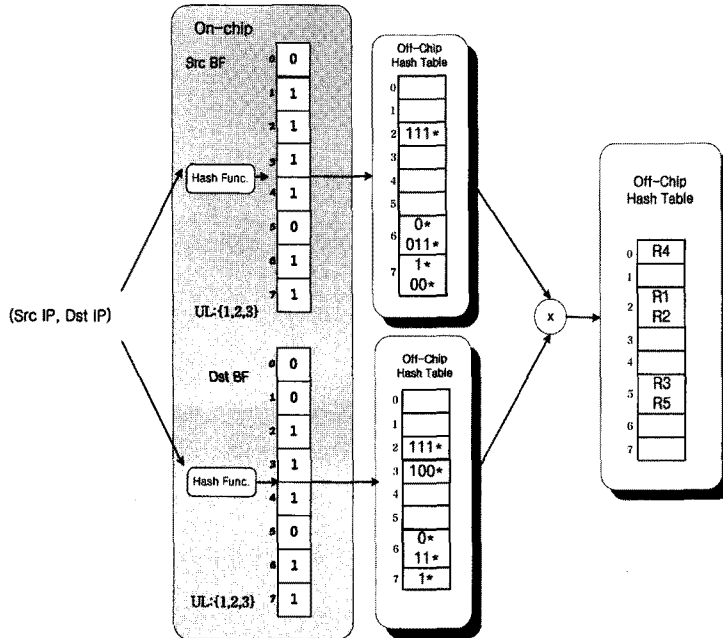 On-chip
Src BF
0 0
1 1
2 1
3 1
4 1
5 0
6 1
7 1
Hash Func.
UL:{1,2,3}
Dst BF
0 0
1 0
2 1
3 1
4 1
5 0
6 1
7 1
Hash Func.
UL:{1,2,3}
(Src IP, Dst IP)
Off-Chip
Hash Table
0
1
2 111*
3
4
5
6 0*
011*
7 1*
00*
Off-Chip
Hash Table
0
1
2 111*
3 100*
4
5
6 0*
11*
7 1*
x
Off-Chip
Hash Table
0 R4
1
2 R1
R2
3
4
5 R3
R5
6
7